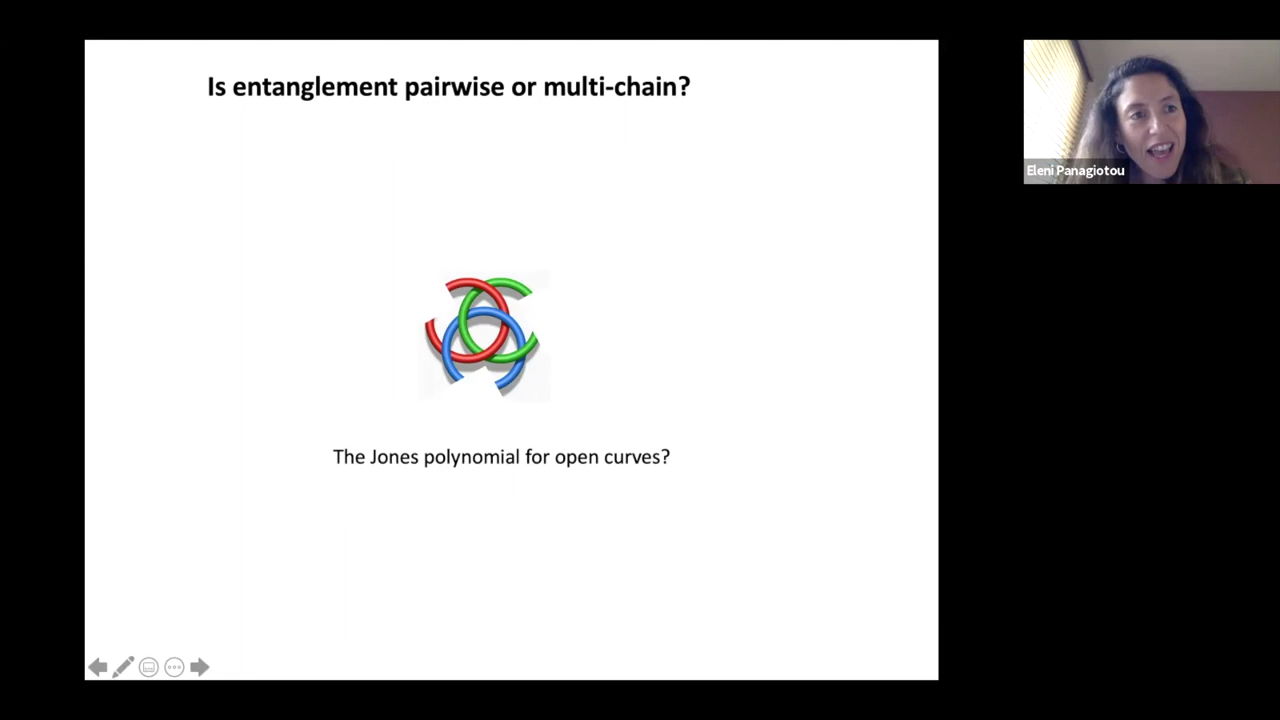 Is entanglement pairwise or multi-chain?
Eleni Panagiotou
The Jones polynomial for open curves?